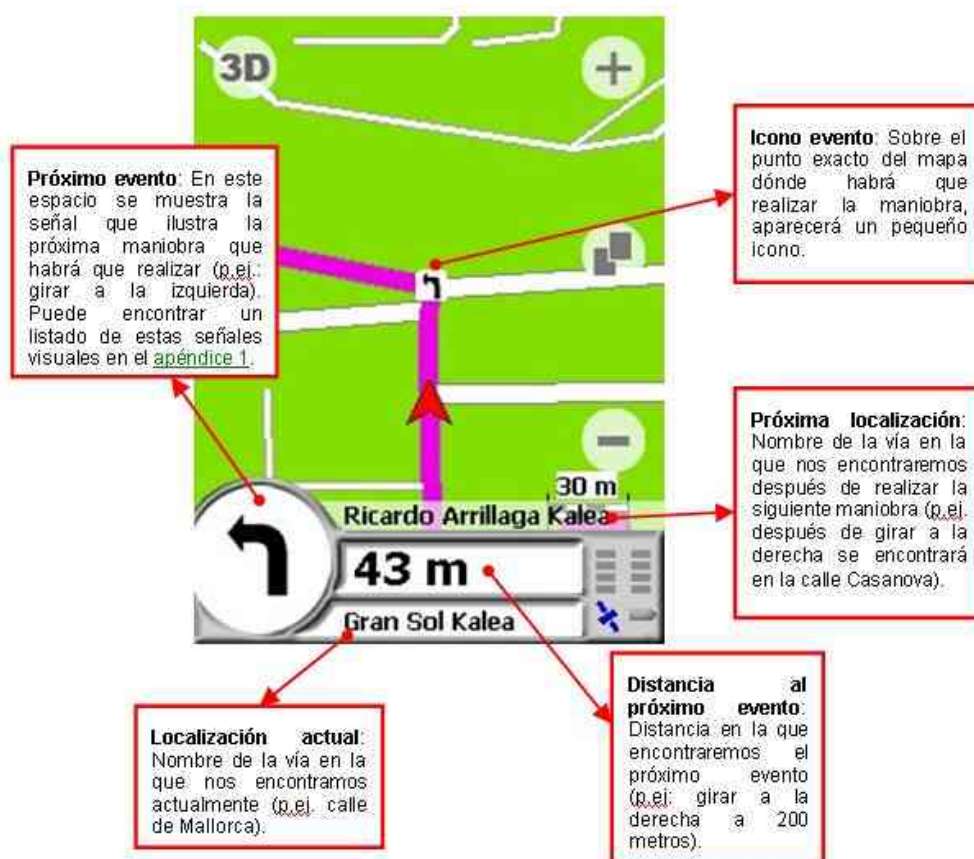 3D
Próximo evento: En este
espacio se muestra la
señal que ilustra la
próxima maniobra que
habrá que realizar (p.ej.:
girar a la izquierda).
Puede encontrar un
listado de estas señales
visuales en el apéndice 1.
Icono evento: Sobre el
punto exacto del mapa
dónde habrá que
realizar la maniobra,
aparecerá un pequeño
icono.
Próxima localización:
Nombre de la vía en la
que nos encontraremos
después de realizar la
siguiente maniobra (p.ej.
después de girar a la
derecha se encontrará
en la calle Casanova).
30 m
Ricardo Arrillaga Kalea
43 m
Gran Sol Kalea
Localización actual:
Nombre de la vía en la
que nos encontramos
actualmente (p.ej. calle
de Mallorca).
Distancia al
próximo evento:
Distancia en la que
encontraremos el
próximo evento
(p.ej: girar a la
derecha a 200
metros).